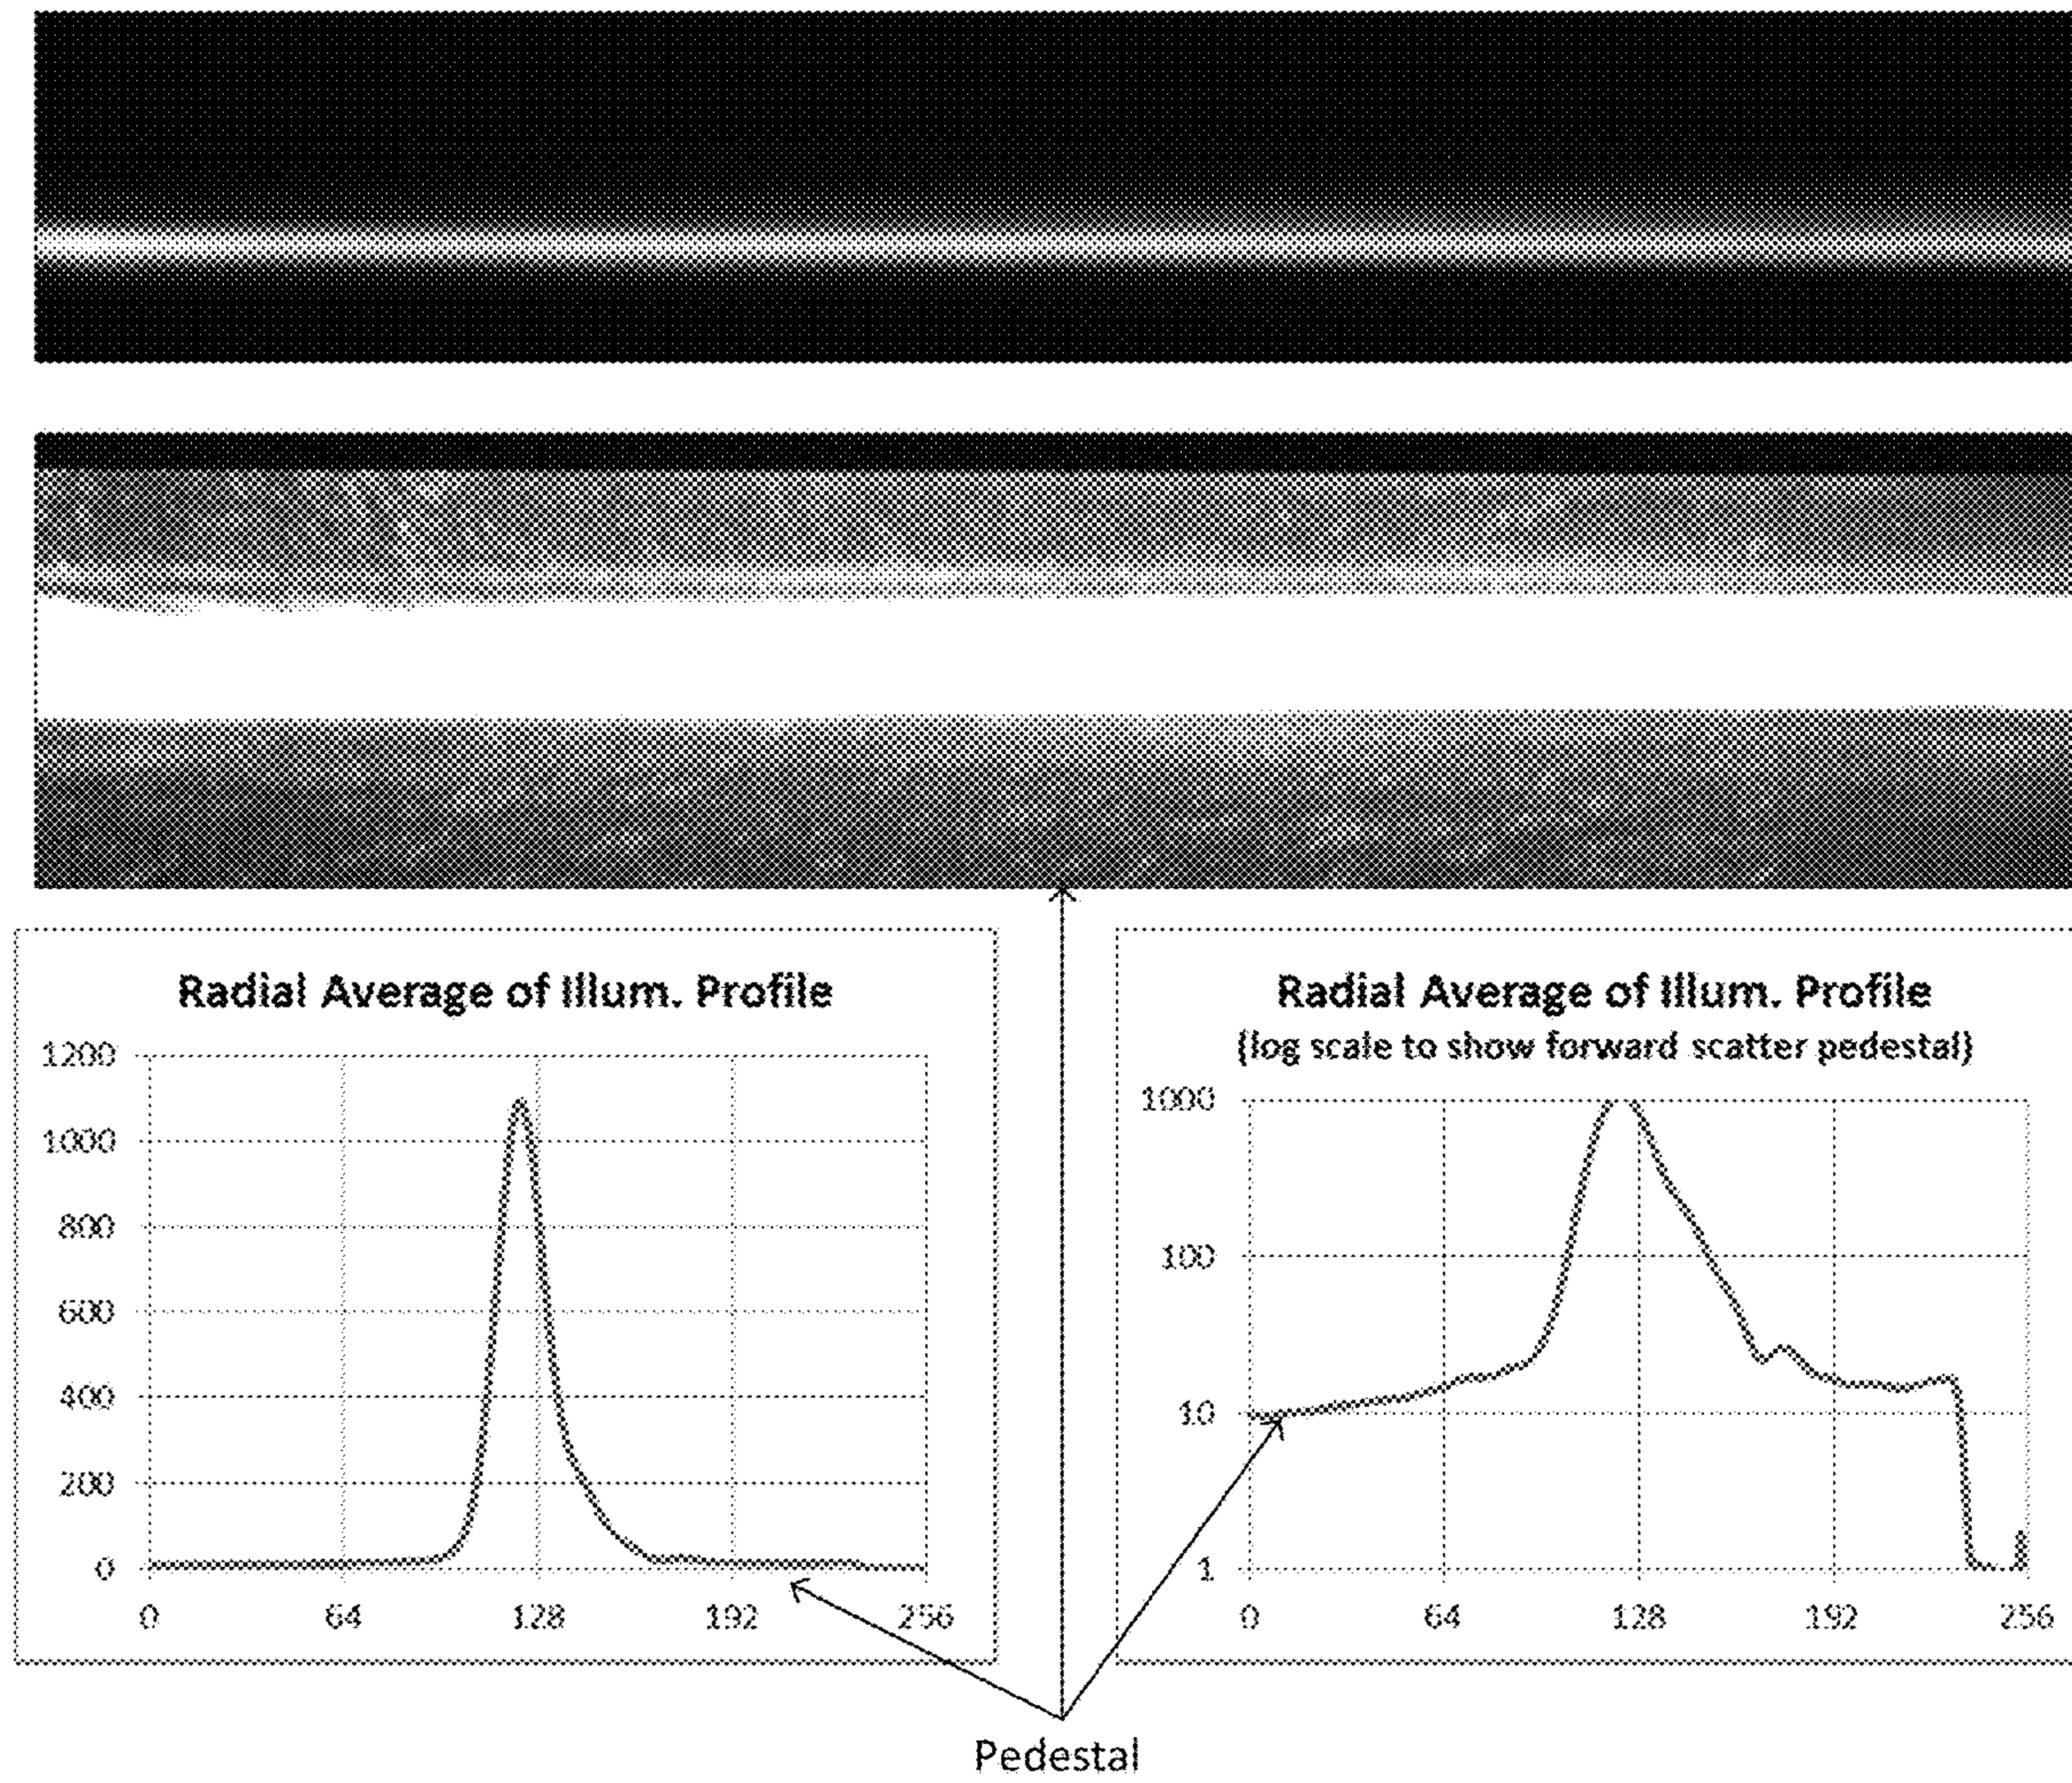 Radial Average of Illum. Profile
1200
1000
800
600
400
200
0
0 64 128 192 256
Radial Average of Illum. Profile
(log scale to show forward scatter pedestal)
1000
100
10
1
0 64 128 192 256
Pedestal